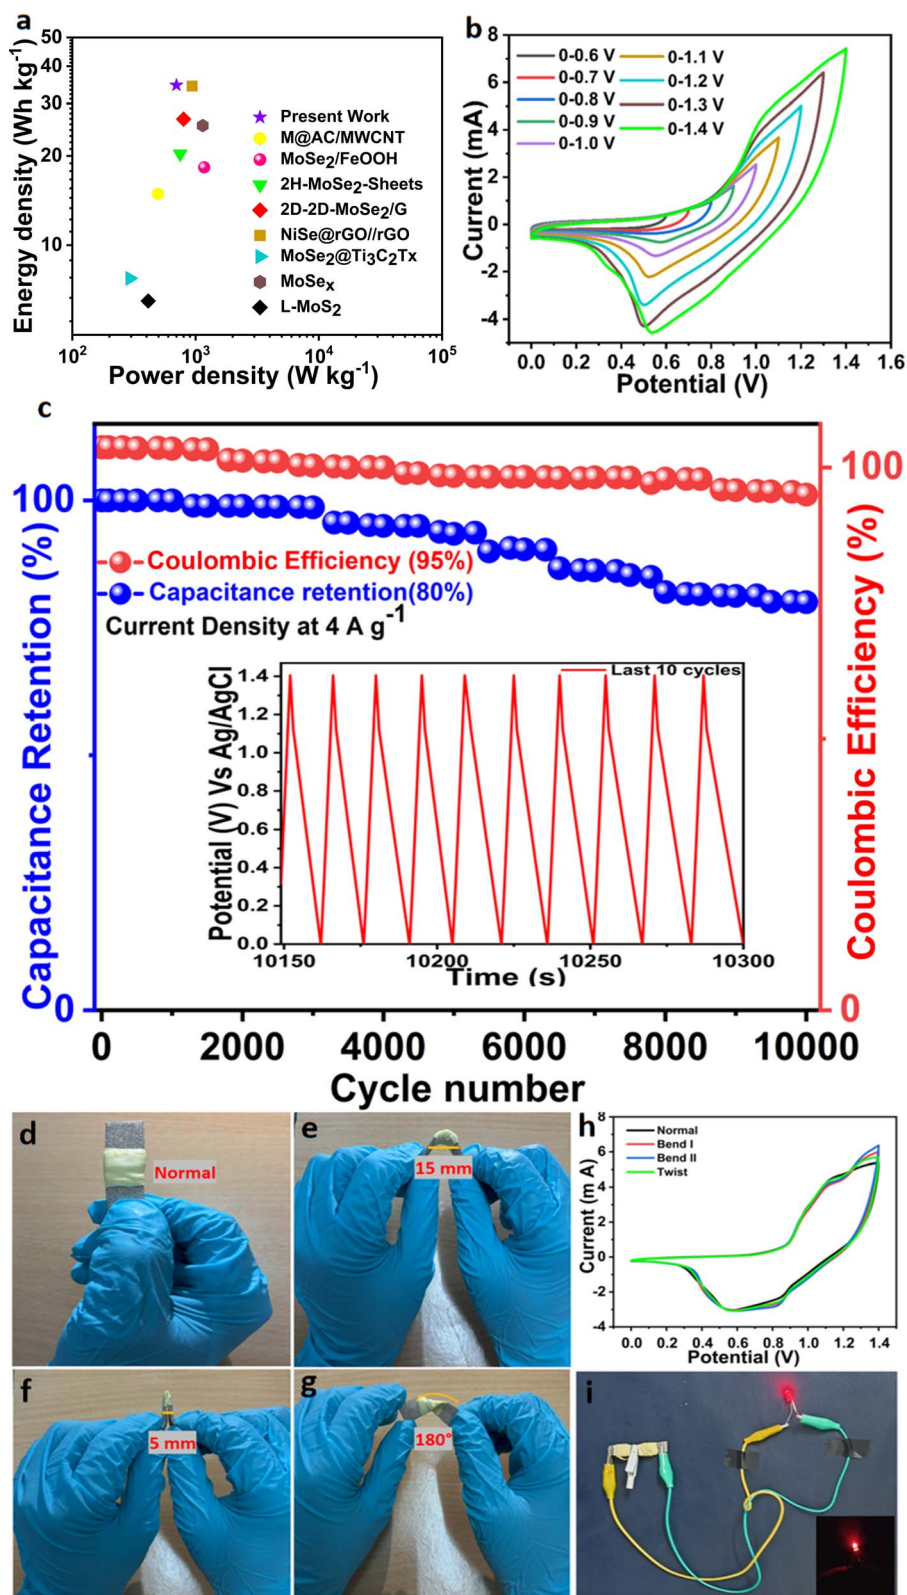 a
Energy density (Wh kg⁻¹)
50
40
30
20
10
Present Work
M@AC/MWCNT
MoSe₂/FeOOH
2H-MoSe₂-Sheets
2D-2D-MoSe₂/G
NiSe@rGO//rGO
MoSe₂@Ti₃C₂Tx
MoSeₓ
L-MoS₂
10² 10³ 10⁴ 10⁵
Power density (W kg⁻¹)
b
Current (mA)
8
6
4
2
0
-2
-4
0-0.6 V
0-0.7 V
0-0.8 V
0-0.9 V
0-1.0 V
0-1.1 V
0-1.2 V
0-1.3 V
0-1.4 V
0.0 0.2 0.4 0.6 0.8 1.0 1.2 1.4 1.6
Potential (V)
c
Capacitance Retention (%)
100
0
Coulombic Efficiency (95%)
Capacitance retention(80%)
Current Density at 4 A g⁻¹
Potential (V) Vs Ag/AgCl
1.4
1.2
1.0
0.8
0.6
0.4
0.2
0.0
Last 10 cycles
10150 10200 10250 10300
Time (s)
Coulombic Efficiency (%)
100
0
0 2000 4000 6000 8000 10000
Cycle number
d
Normal
e
15 mm
h
Current (m A)
8
6
4
2
0
-2
-4
Normal
Bend I
Bend II
Twist
0.0 0.2 0.4 0.6 0.8 1.0 1.2 1.4
Potential (V)
f
5 mm
g
180°
i